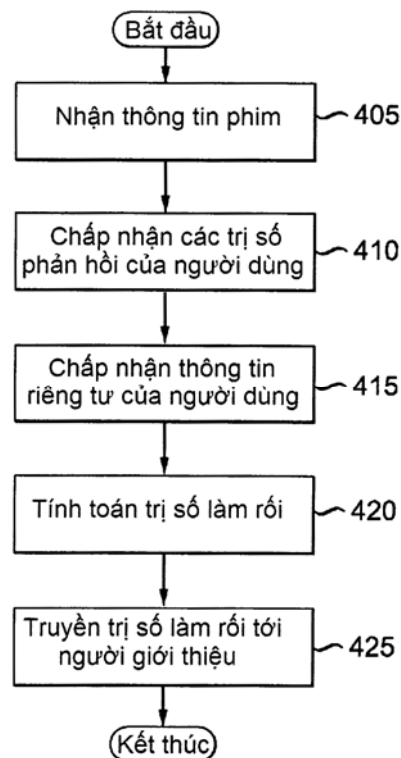 Bắt đầu
Nhận thông tin phim
405
Chấp nhận các trị số
phản hồi của người dùng
410
Chấp nhận thông tin
riêng tư của người dùng
415
Tính toán trị số làm rối
420
Truyền trị số làm rối tới
người giới thiệu
425
Kết thúc